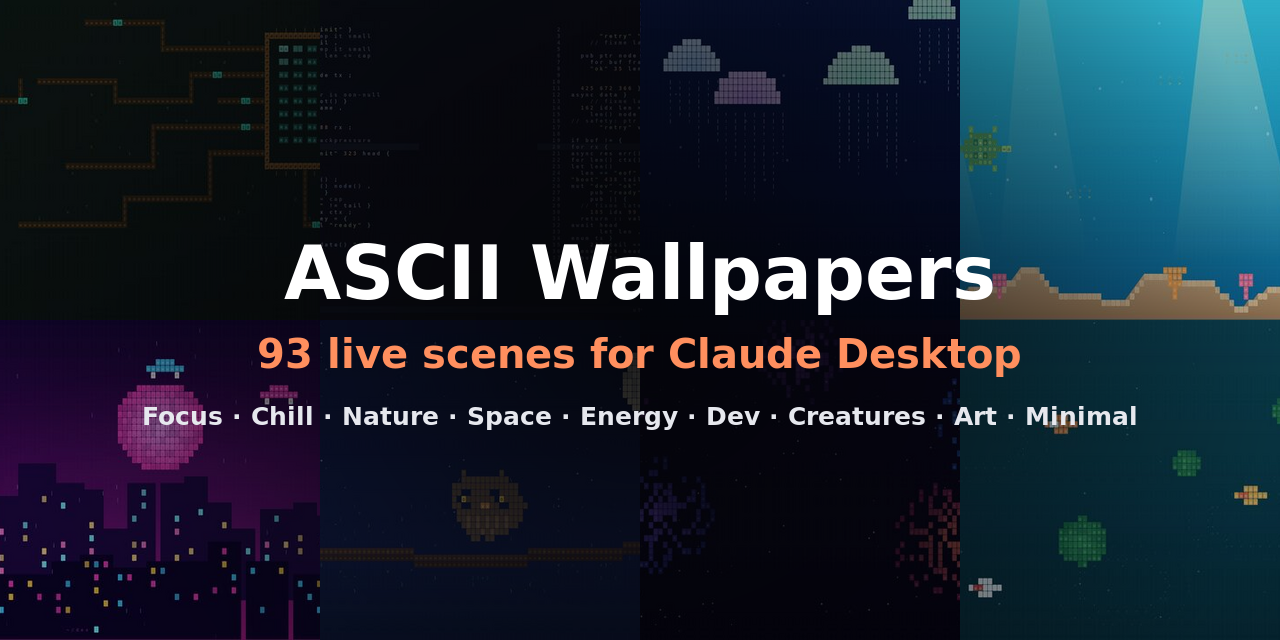 ASCII Wallpapers
93 live scenes for Claude Desktop
Focus · Chill · Nature · Space · Energy · Dev · Creatures · Art · Minimal